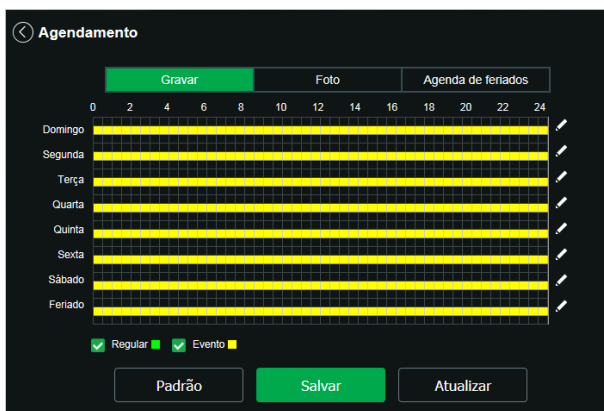 Agendamento
Gravar Foto Agenda de feriados
0 2 4 6 8 10 12 14 16 18 20 22 24
Domingo
Segunda
Terça
Quarta
Quinta
Sexta
Sábado
Feriado
Regular Evento
Padrão Salvar Atualizar